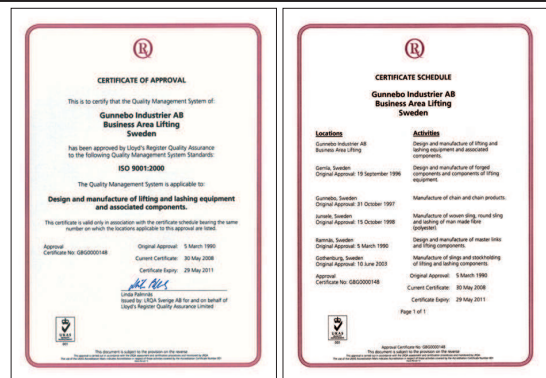 CERTIFICATE OF APPROVAL
This is to certify that the Quality Management System of:
Gunnebo Industrier AB
Business Area Lifting
Sweden
has been approved by Lloyd's Register Quality Assurance
to the following Quality Management System Standards:
ISO 9001:2000
The Quality Management System is applicable to:
Design and manufacture of lifting and lashing equipment
and associated components.
This certificate is valid only in association with the certificate schedule bearing the same
number on which the locations applicable to this approval are listed.
Approval
Certificate No: GBG0000148
Original Approval: 5 March 1990
Current Certificate: 30 May 2008
Certificate Expiry: 29 May 2011
Linda Palmnäs
Issued by: LRQA Sverige AB for and on behalf of
Lloyd's Register Quality Assurance Limited
UKAS
001
This document is subject to the provision on the reverse
CERTIFICATE SCHEDULE
Gunnebo Industrier AB
Business Area Lifting
Sweden
Locations Activities
Gunnebo Industrier AB Design and manufacture of lifting and
Business Area Lifting lashing equipment and associated
components.
Gemla, Sweden Design and manufacture of forged
Original Approval: 19 September 1996 components and components of lifting
equipment.
Gunnebo, Sweden Manufacture of chain and chain products.
Original Approval: 31 October 1997
Jumsele, Sweden Manufacture of woven sling, round sling
Original Approval: 15 October 1998 and lashing of man made fibre
(polyester).
Ramnäs, Sweden Design and manufacture of master links
Original Approval: 5 March 1990 and lifting components.
Gothenburg, Sweden Manufacture of slings and stockholding
Original Approval: 10 June 2003 of lifting and lashing components.
Approval
Certificate No: GBG0000148
Original Approval: 5 March 1990
Current Certificate: 30 May 2008
Certificate Expiry: 29 May 2011
Page 1 of 1
UKAS
001
Approval Certificate No: GBG0000148
This document is subject to the provision on the reverse